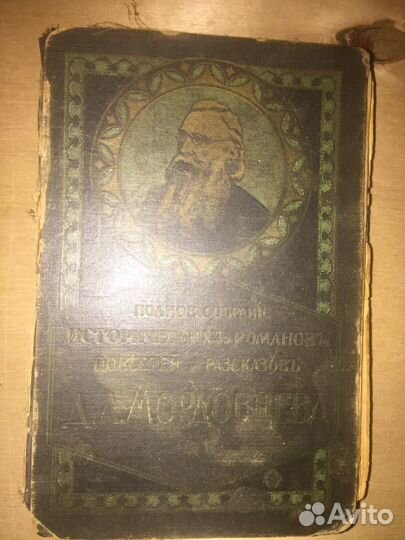 ПОЛНОЕ СОБРАНІЕ
ИСТОРИЧЕСКИХЪ РОМАНОВЪ
ПОВѢСТЕЙ И РАЗСКАЗОВЪ
Д.Л.МОРДОВЦЕВА
Avito